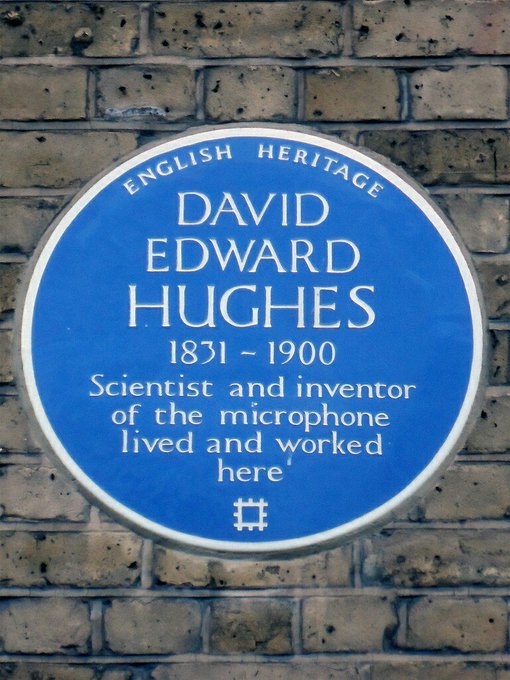 ENGLISH HERITAGE
DAVID
EDWARD
HUGHES
1831 - 1900
Scientist and inventor
of the microphone
lived and worked
here